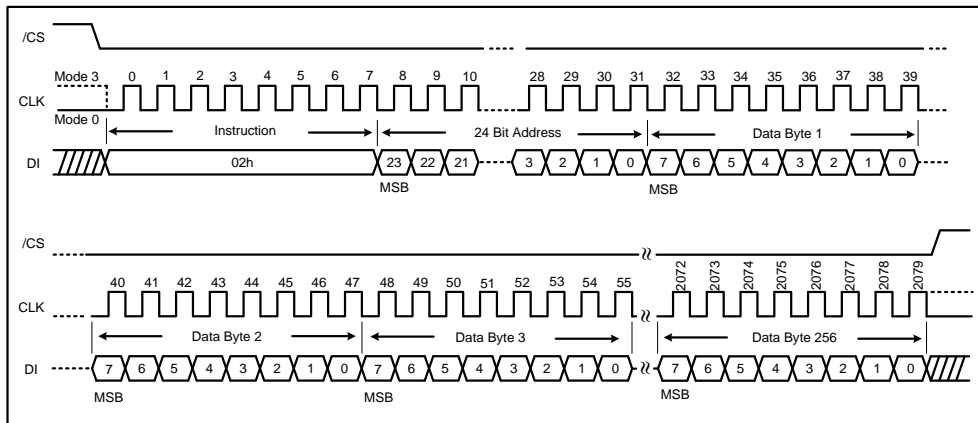 /CS
Mode 3 0 1 2 3 4 5 6 7 8 9 10 28 29 30 31 32 33 34 35 36 37 38 39
CLK
Mode 0
Instruction 24 Bit Address Data Byte 1
DI 02h 23 22 21 3 2 1 0 7 6 5 4 3 2 1 0
MSB MSB
/CS
40 41 42 43 44 45 46 47 48 49 50 51 52 53 54 55 2072 2073 2074 2075 2076 2077 2078 2079
CLK
Data Byte 2 Data Byte 3 Data Byte 256
DI 7 6 5 4 3 2 1 0 7 6 5 4 3 2 1 0 7 6 5 4 3 2 1 0
MSB MSB MSB